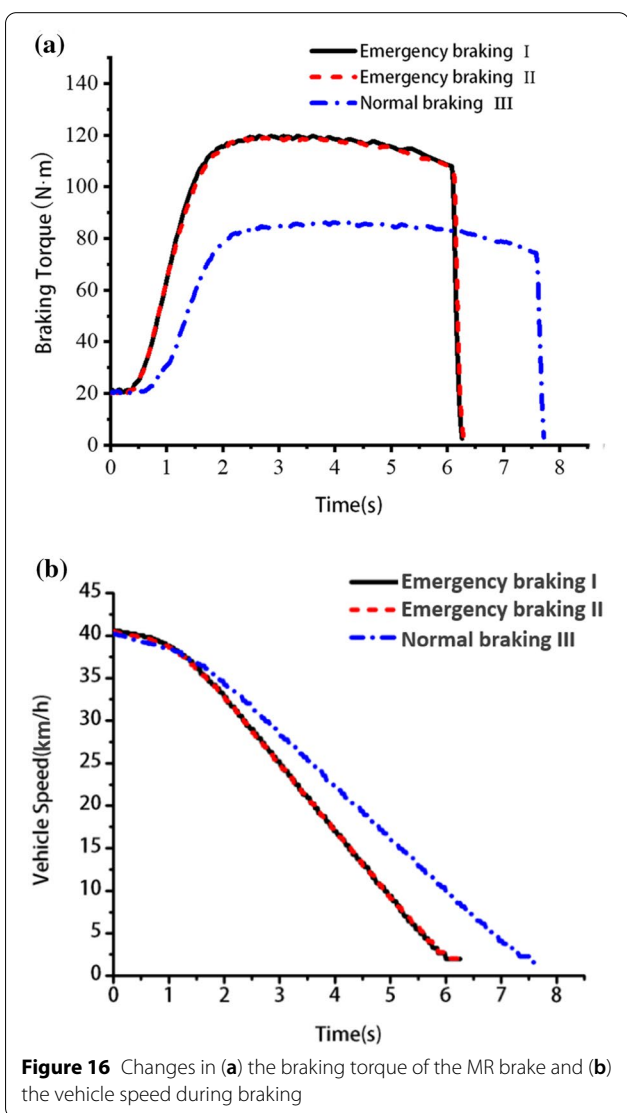 (a)
Emergency braking I
Emergency braking II
Normal braking III
140
120
100
80
60
40
20
0
Braking Torque (N·m)
0 1 2 3 4 5 6 7 8
Time(s)
(b)
Emergency braking I
Emergency braking II
Normal braking III
45
40
35
30
25
20
15
10
5
0
Vehicle Speed(km/h)
0 1 2 3 4 5 6 7 8
Time(s)
Figure 16 Changes in (a) the braking torque of the MR brake and (b)
the vehicle speed during braking